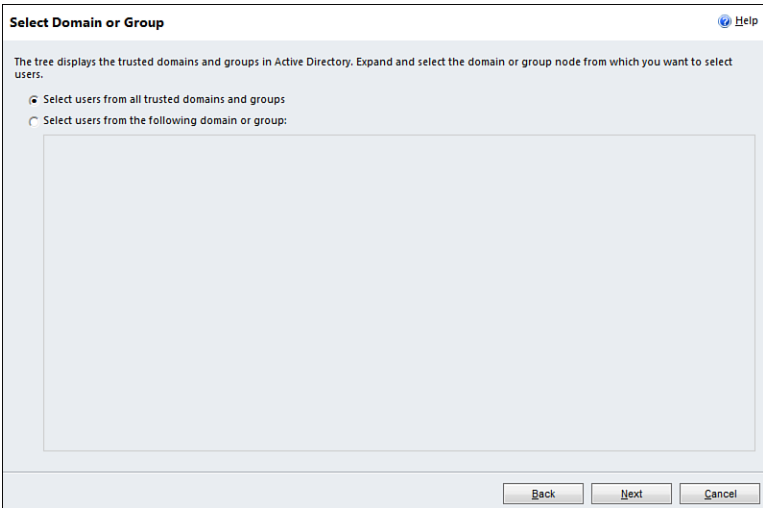 Select Domain or Group
Help
The tree displays the trusted domains and groups in Active Directory. Expand and select the domain or group node from which you want to select
users.
Select users from all trusted domains and groups
Select users from the following domain or group:
Back Next Cancel